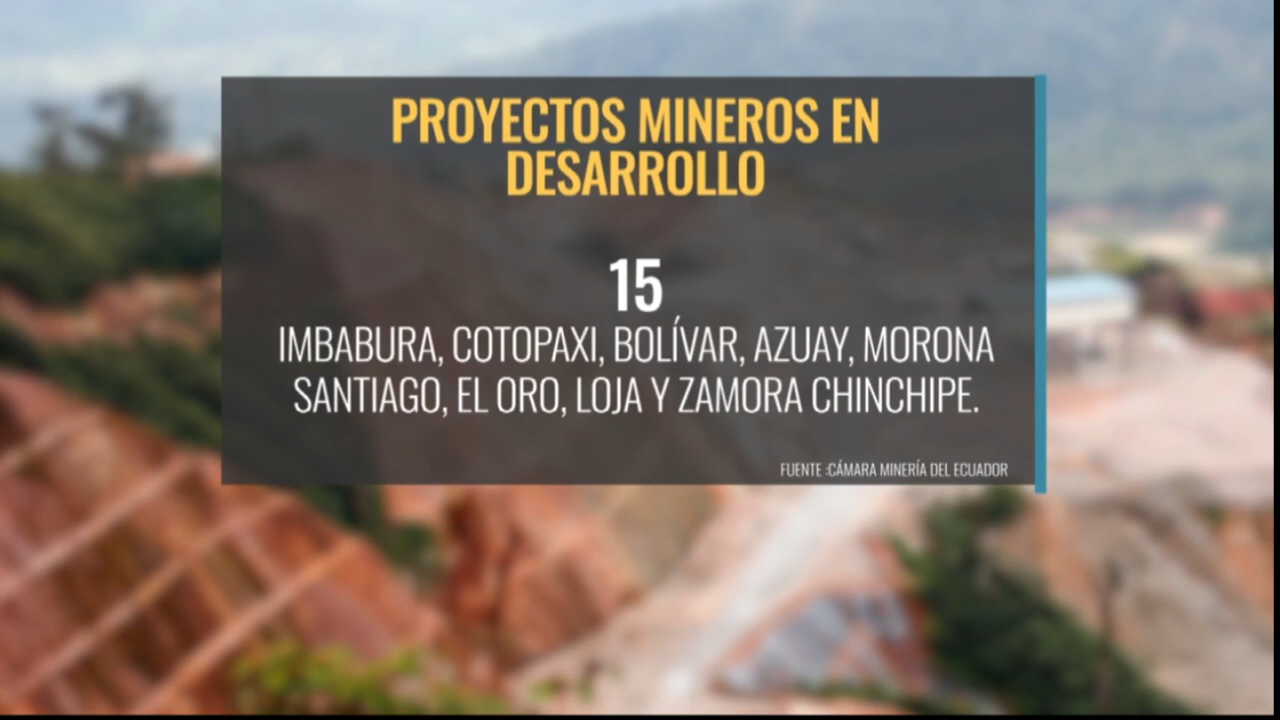 PROYECTOS MINEROS EN
DESARROLLO
15
IMBABURA, COTOPAXI, BOLÍVAR, AZUAY, MORONA
SANTIAGO, EL ORO, LOJA Y ZAMORA CHINCHIPE.
FUENTE :CÁMARA MINERÍA DEL ECUADOR